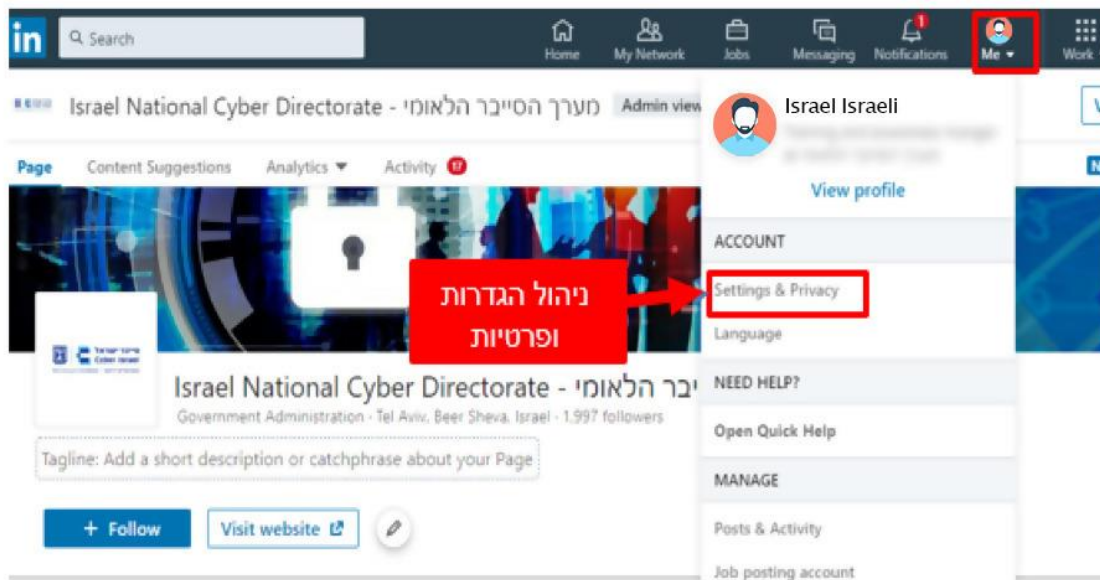 in
Search
Home
My Network
Jobs
Messaging
Notifications
1
Me
Work
Israel National Cyber Directorate - מערך הסייבר הלאומי
Admin view
Israel Israeli
View profile
Page
Content Suggestions
Analytics
Activity
17
ACCOUNT
Settings & Privacy
Language
ניהול הגדרות
ופרטיות
Israel National Cyber Directorate - יבר הלאומי
Government Administration · Tel Aviv, Beer Sheva, Israel · 1,997 followers
Tagline: Add a short description or catchphrase about your Page
+ Follow
Visit website
NEED HELP?
Open Quick Help
MANAGE
Posts & Activity
Job posting account